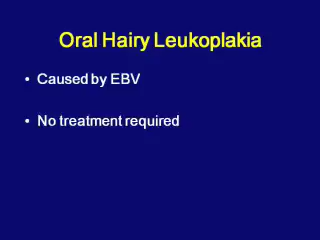 Oral Hairy Leukoplakia
• Caused by EBV
• No treatment required